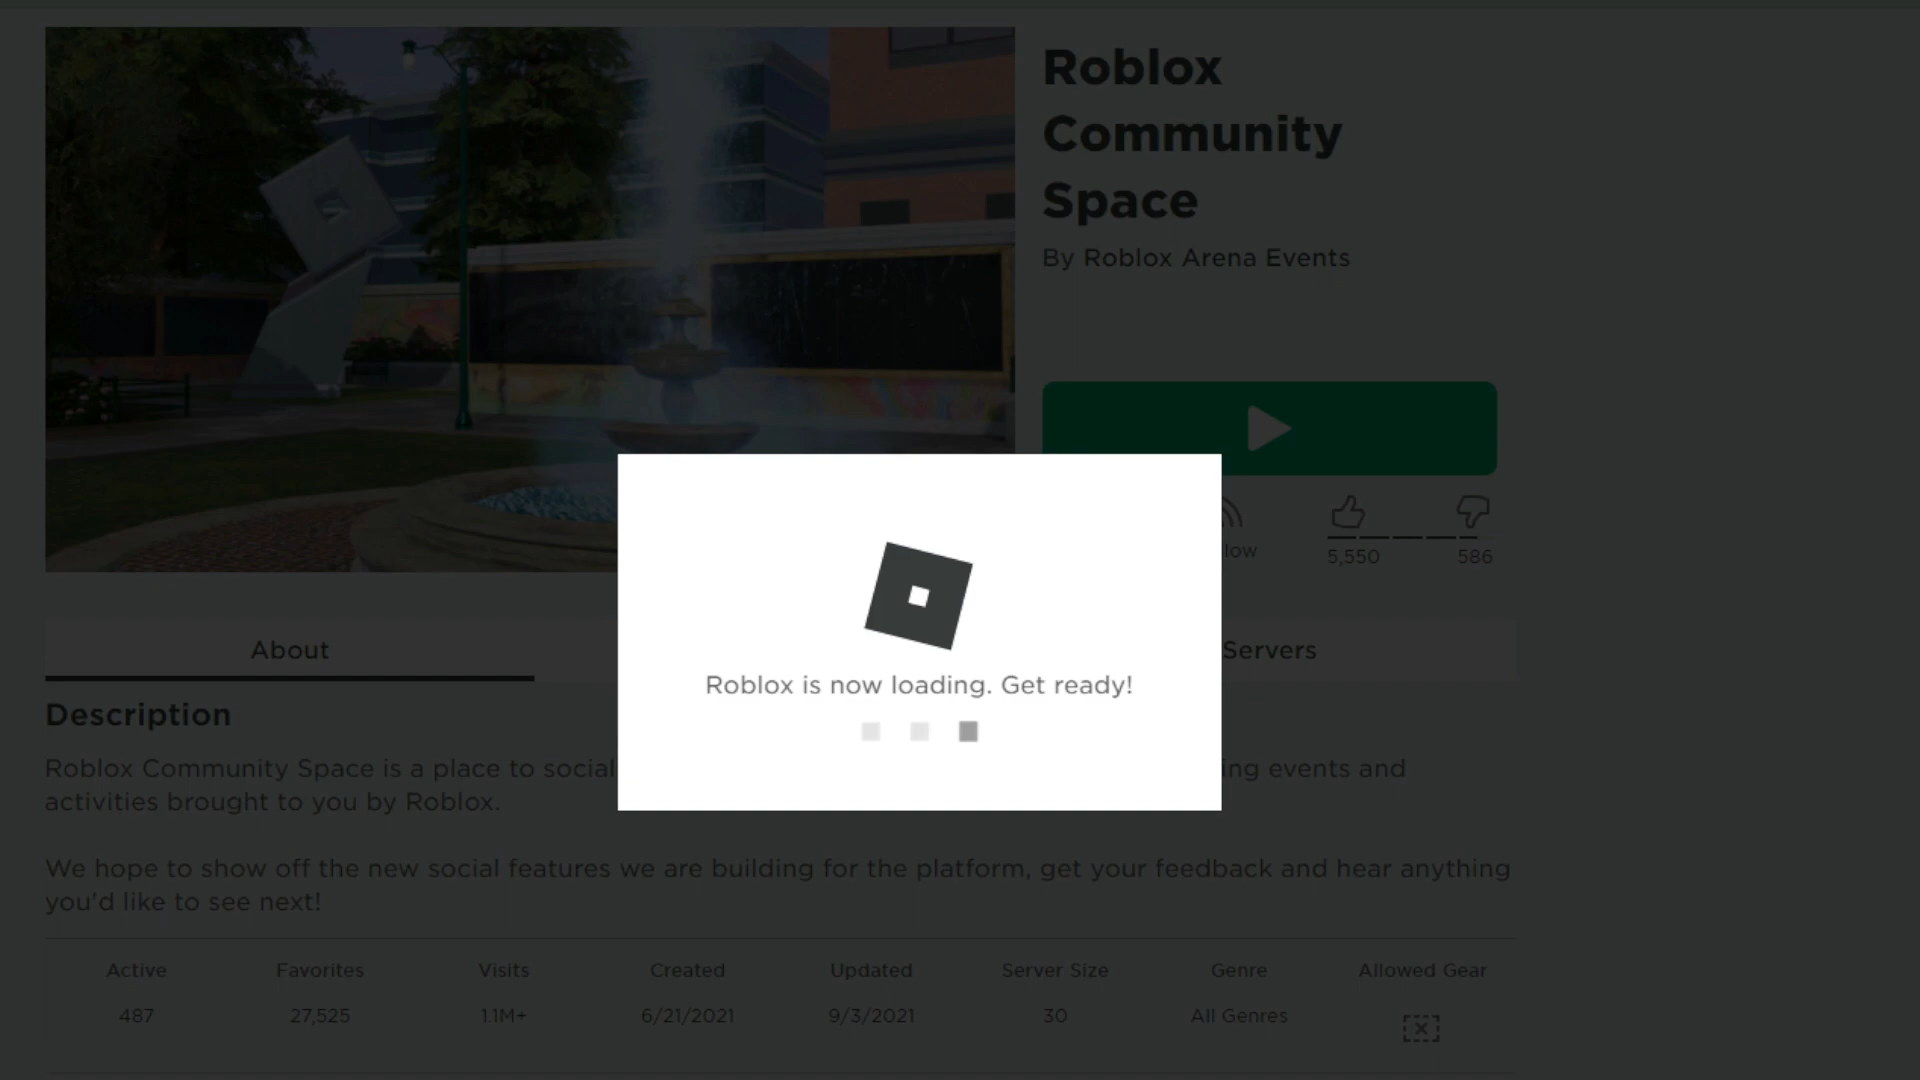 Roblox
Community
Space
By Roblox Arena Events
low
5,550
586
About
Servers
Description
Roblox is now loading. Get ready!
Roblox Community Space is a place to social
ing events and
activities brought to you by Roblox.
We hope to show off the new social features we are building for the platform, get your feedback and hear anything
you'd like to see next!
Active Favorites Visits Created Updated Server Size Genre Allowed Gear
487 27,525 1.1M+ 6/21/2021 9/3/2021 30 All Genres